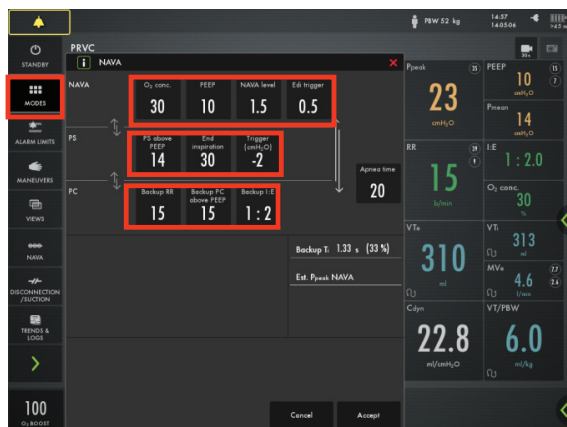 PBW 52 kg
14:57
14-05-06
STANDBY
MODES
ALARM LIMITS
MANEUVERS
VIEWS
NAVA
DISCONNECTION
/SUCTION
TRENDS &
LOGS
100
O₂ BOOST
PRVC
i NAVA
NAVA
O₂ conc.
30
PEEP
10
NAVA level
1.5
Edi trigger
0.5
PS
PS above
PEEP
14
End
inspiration
30
Trigger
(cmH₂O)
-2
PC
Backup RR
15
Backup PC
above PEEP
15
Backup I:E
1 : 2
Apnea time
20
Backup Ti 1.33 s (33 %)
Est. Ppeak NAVA
Cancel
Accept
Ppeak
35
23
cmH₂O
PEEP
15
10
cmH₂O
Pmean
14
cmH₂O
RR
15
b/min
I:E
1 : 2.0
O₂ conc.
30
%
VTe
310
ml
VTi
313
ml
MVe
4.6
l/min
Cdyn
22.8
ml/cmH₂O
VT/PBW
6.0
ml/kg